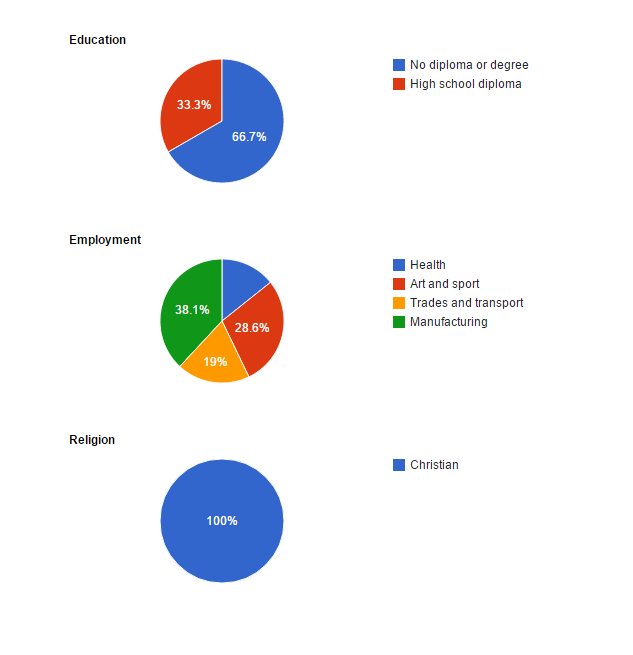 Education
No diploma or degree
High school diploma
33.3%
66.7%
Employment
Health
Art and sport
Trades and transport
Manufacturing
38.1%
28.6%
19%
Religion
Christian
100%